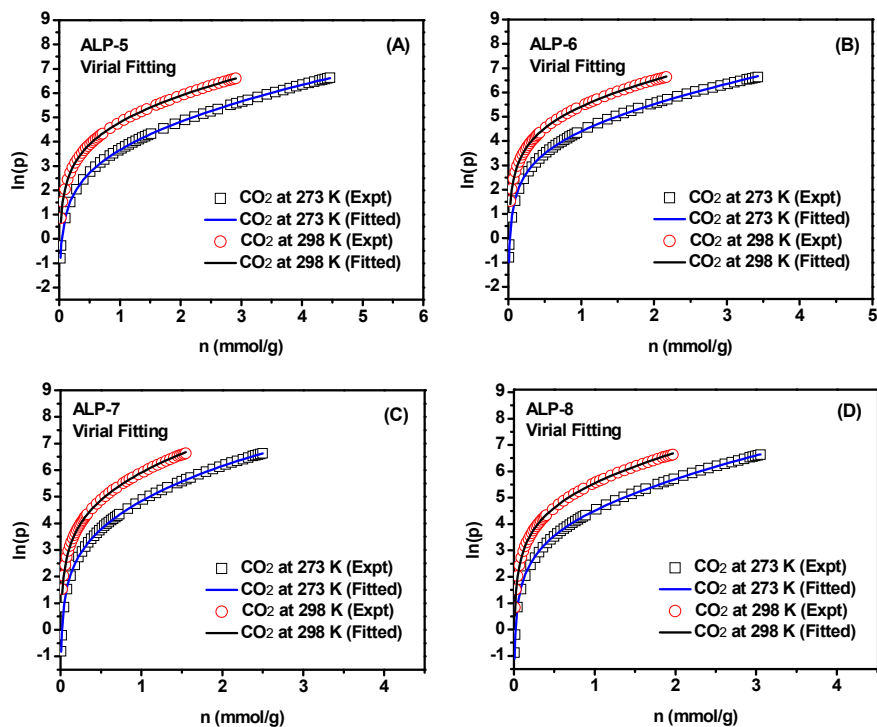 ALP-5
Virial Fitting
(A)
9
8
7
6
5
4
3
2
1
0
-1
-2
ln(p)
CO2 at 273 K (Expt)
CO2 at 273 K (Fitted)
CO2 at 298 K (Expt)
CO2 at 298 K (Fitted)
0 1 2 3 4 5 6
n (mmol/g)
ALP-6
Virial Fitting
(B)
9
8
7
6
5
4
3
2
1
0
-1
-2
ln(p)
CO2 at 273 K (Expt)
CO2 at 273 K (Fitted)
CO2 at 298 K (Expt)
CO2 at 298 K (Fitted)
0 1 2 3 4 5
n (mmol/g)
ALP-7
Virial Fitting
(C)
9
8
7
6
5
4
3
2
1
0
-1
ln(p)
CO2 at 273 K (Expt)
CO2 at 273 K (Fitted)
CO2 at 298 K (Expt)
CO2 at 298 K (Fitted)
0 1 2 3 4
n (mmol/g)
ALP-8
Virial Fitting
(D)
9
8
7
6
5
4
3
2
1
0
-1
ln(p)
CO2 at 273 K (Expt)
CO2 at 273 K (Fitted)
CO2 at 298 K (Expt)
CO2 at 298 K (Fitted)
0 1 2 3 4
n (mmol/g)